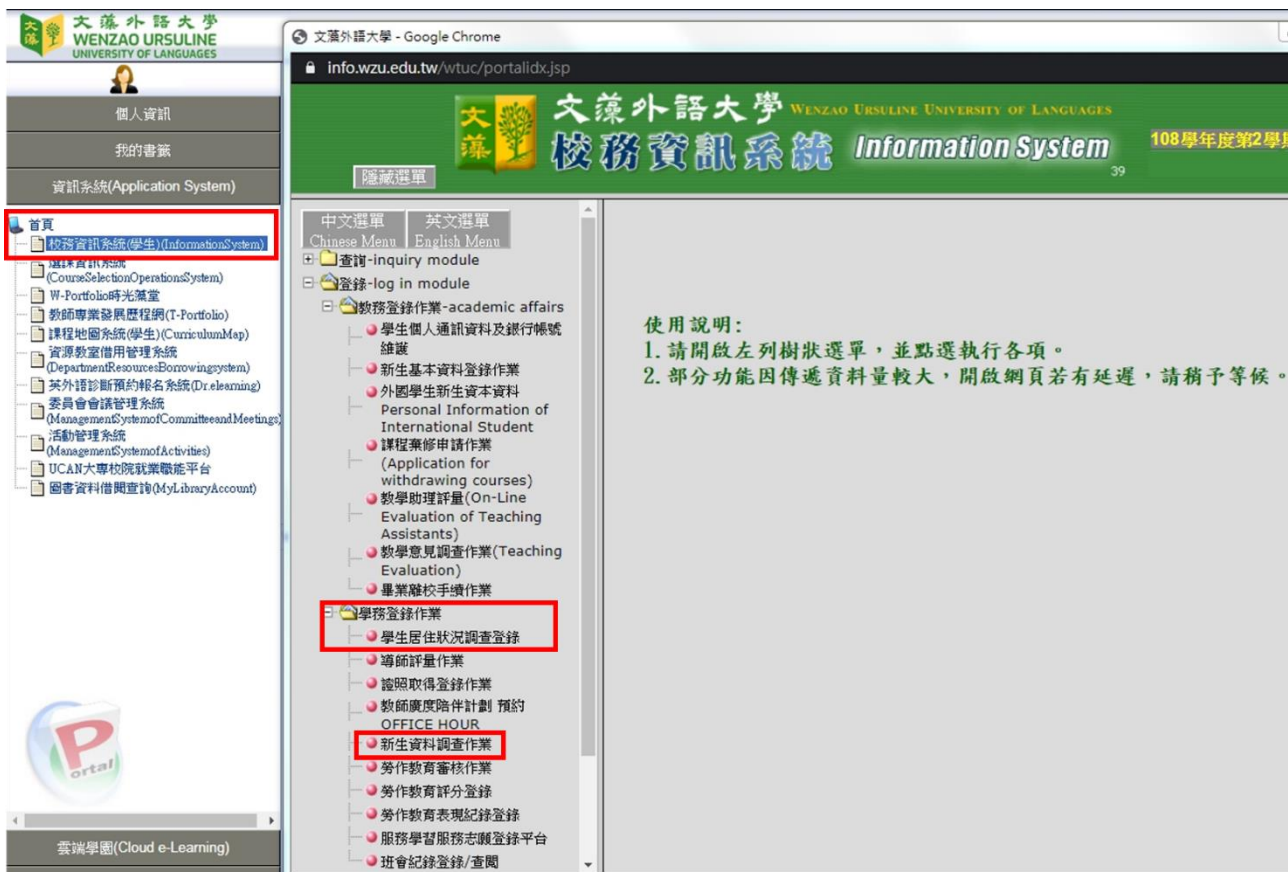 文藻外語大學
WENZAO URSULINE
UNIVERSITY OF LANGUAGES
個人資訊
我的書籤
資訊系統(Application System)
首頁
校務資訊系統(學生)(InformationSystem)
選課資訊系統
(CourseSelectionOperationsSystem)
W-Portfolio時光藻堂
教師專業發展歷程網(T-Portfolio)
課程地圖系統(學生)(CurriculumMap)
資源教室借用管理系統
(DepartmentResourcesBorrowingsystem)
英外語診斷預約報名系統(Dr.elearning)
委員會會議管理系統
(ManagementSystemofCommitteeandMeetings)
活動管理系統
(ManagementSystemofActivities)
UCAN大專校院就業職能平台
圖書資料借閱查詢(MyLibraryAccount)
Portal
雲端學園(Cloud e-Learning)
文藻外語大學 - Google Chrome
info.wzu.edu.tw/wtuc/portalidx.jsp
文藻
文藻外語大學 WENZAO URSULINE UNIVERSITY OF LANGUAGES
校務資訊系統 Information System
39
108學年度第2學期
隱藏選單
中文選單 英文選單
Chinese Menu English Menu
查詢-inquiry module
登錄-log in module
教務登錄作業-academic affairs
學生個人通訊資料及銀行帳號
維護
新生基本資料登錄作業
外國學生新生資本資料
Personal Information of
International Student
課程棄修申請作業
(Application for
withdrawing courses)
教學助理評量(On-Line
Evaluation of Teaching
Assistants)
教學意見調查作業(Teaching
Evaluation)
畢業離校手續作業
學務登錄作業
學生居住狀況調查登錄
導師評量作業
證照取得登錄作業
教師廣度陪伴計劃 預約
OFFICE HOUR
新生資料調查作業
勞作教育審核作業
勞作教育評分登錄
勞作教育表現紀錄登錄
服務學習服務志願登錄平台
班會紀錄登錄/查閱
使用說明:
1.請開啟左列樹狀選單，並點選執行各項。
2.部分功能因傳遞資料量較大，開啟網頁若有延遲，請稍予等候。